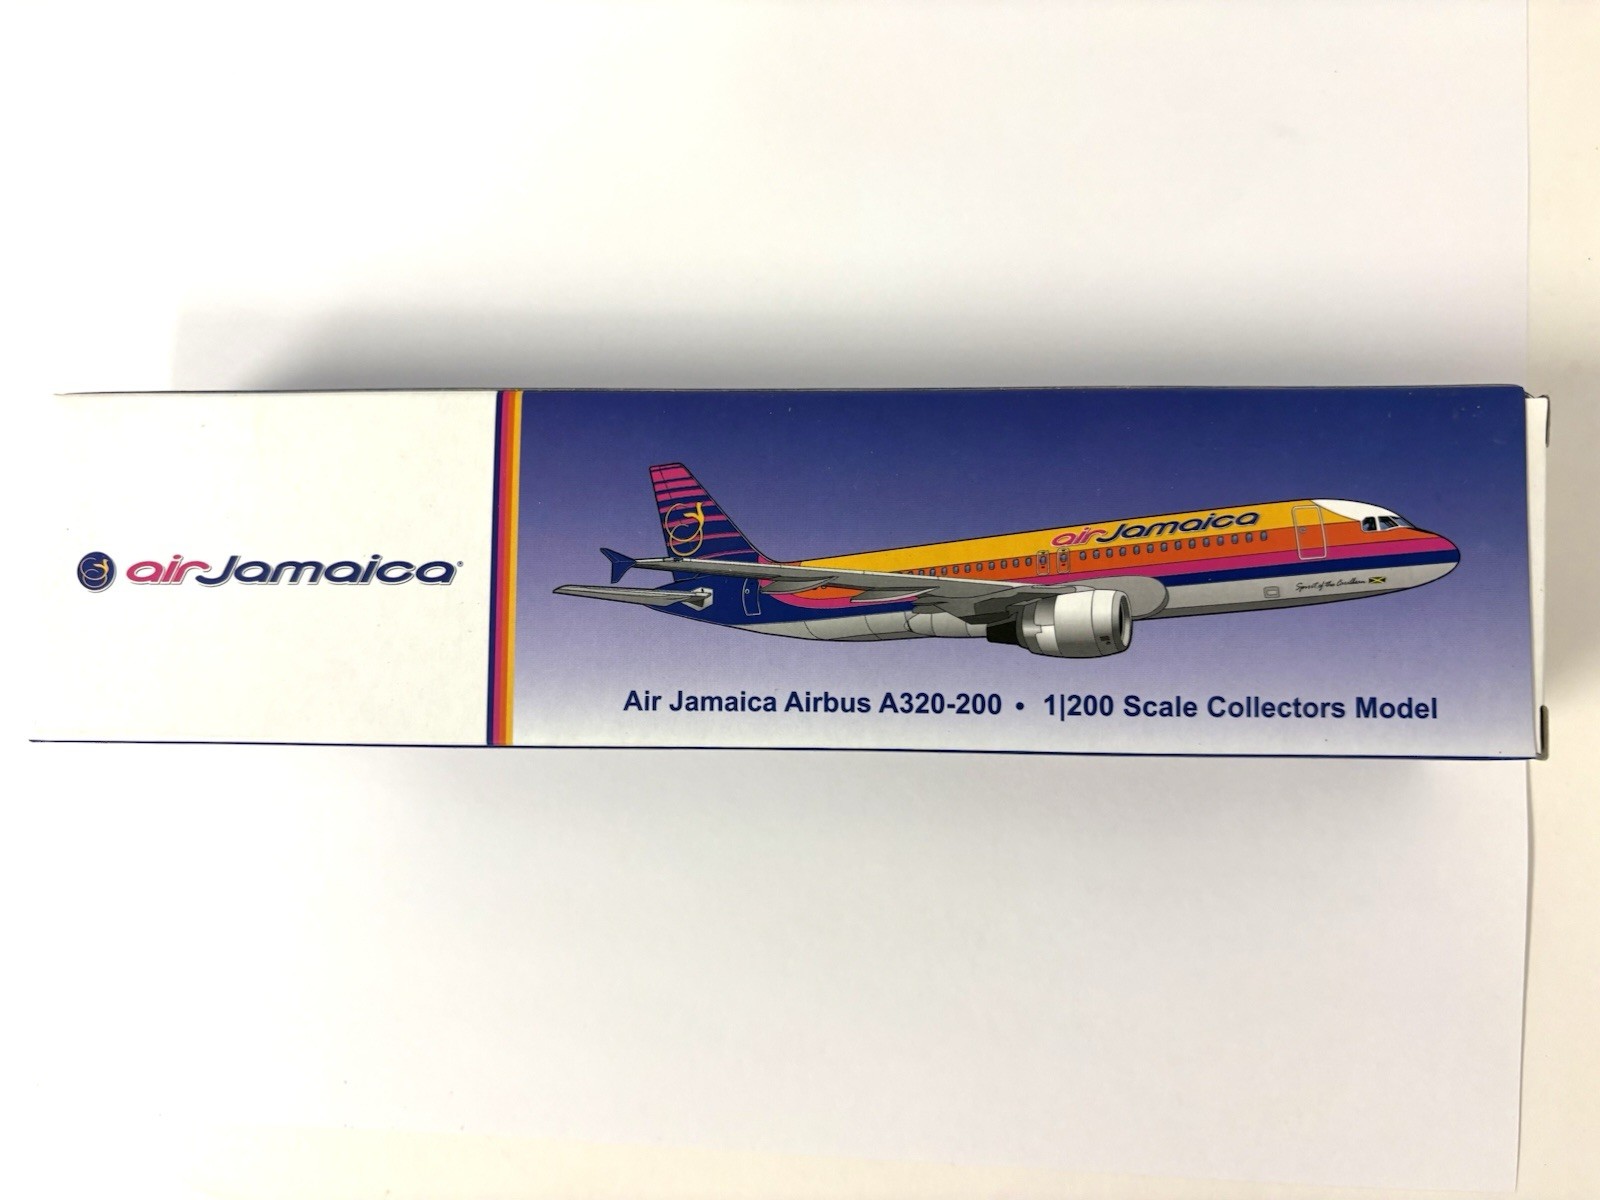 airJamaica
airJamaica
Spirit of the Caribbean
Air Jamaica Airbus A320-200 • 1|200 Scale Collectors Model